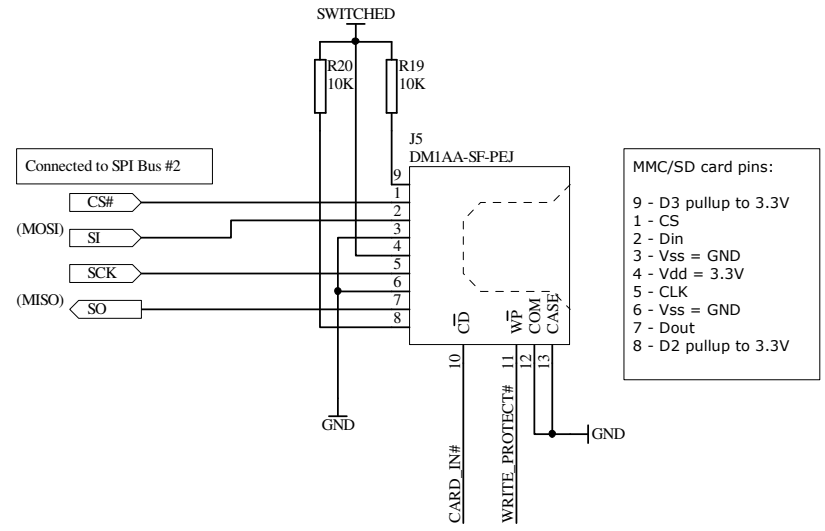 SWITCHED
R20
10K
R19
10K
J5
DM1AA-SF-PEJ
Connected to SPI Bus #2
CS#
(MOSI)
SI
SCK
(MISO)
SO
9
1
2
3
4
5
6
7
8
CD
WP
COM
CASE
10
11
12
13
GND
GND
CARD_IN#
WRITE_PROTECT#
MMC/SD card pins:
9 - D3 pullup to 3.3V
1 - CS
2 - Din
3 - Vss = GND
4 - Vdd = 3.3V
5 - CLK
6 - Vss = GND
7 - Dout
8 - D2 pullup to 3.3V